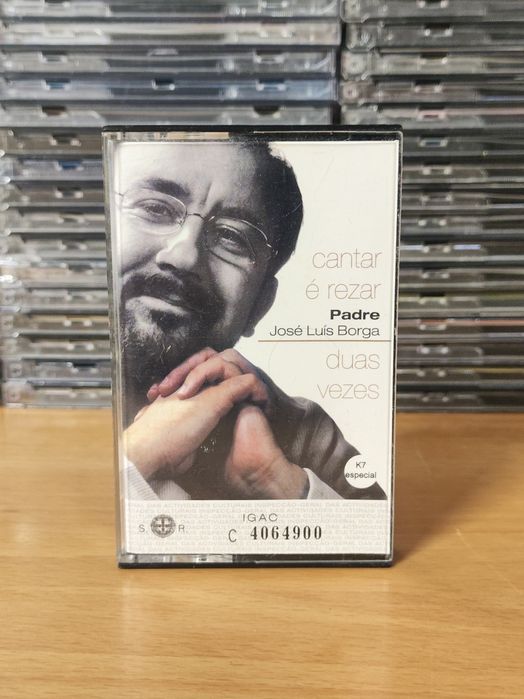 cantar
é rezar
Padre
José Luís Borga
duas
vezes
K7
especial
IGAC
S. R.
C 4064900